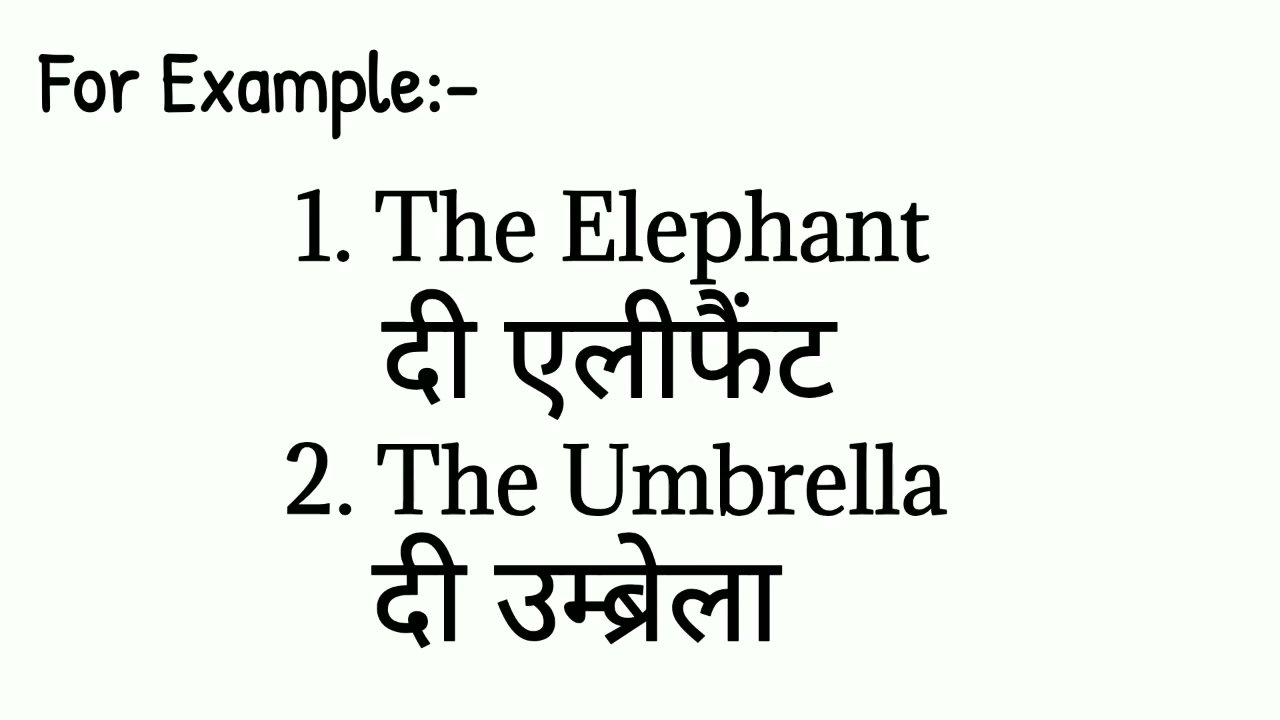 For Example:-
1. The Elephant
दी एलीफैंट
2. The Umbrella
दी उम्ब्रेला